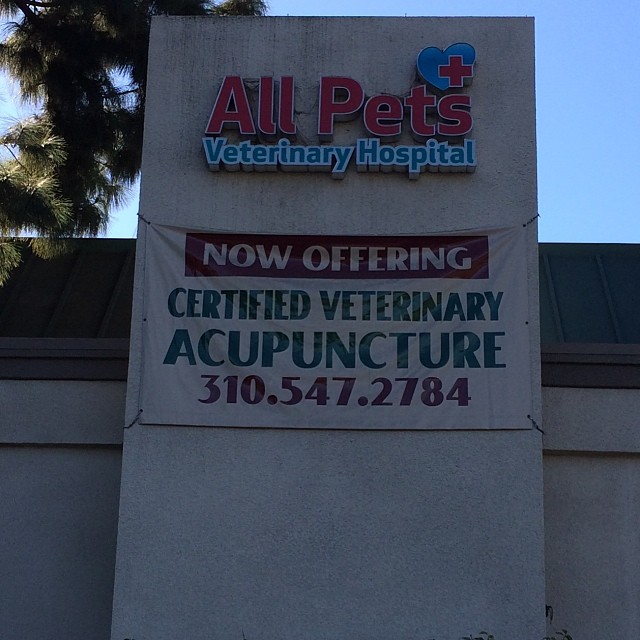 All Pets
Veterinary Hospital
NOW OFFERING
CERTIFIED VETERINARY
ACUPUNCTURE
310.547.2784